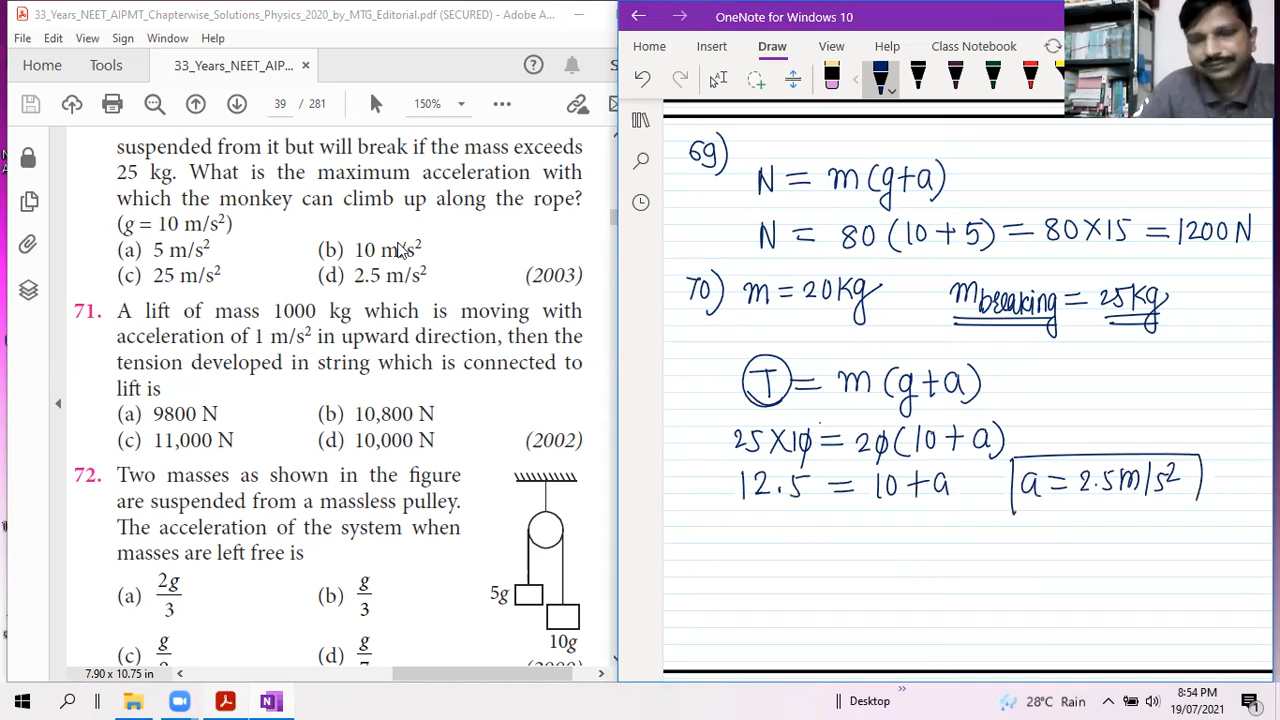 33_Years_NEET_AIPMT_Chapterwise_Solutions_Physics_2020_by_MTG_Editorial.pdf (SECURED) - Adobe A...
File Edit View Sign Window Help
Home Tools 33_Years_NEET_AIP... ×
39 / 281 150%
suspended from it but will break if the mass exceeds
25 kg. What is the maximum acceleration with
which the monkey can climb up along the rope?
(g = 10 m/s²)
(a) 5 m/s² (b) 10 m/s²
(c) 25 m/s² (d) 2.5 m/s² (2003)
71. A lift of mass 1000 kg which is moving with
acceleration of 1 m/s² in upward direction, then the
tension developed in string which is connected to
lift is
(a) 9800 N (b) 10,800 N
(c) 11,000 N (d) 10,000 N (2002)
72. Two masses as shown in the figure
are suspended from a massless pulley.
The acceleration of the system when
masses are left free is
(a) 2g/3 (b) g/3
(c) g (d) g
5g
10g
7.90 x 10.75 in
OneNote for Windows 10
Home Insert Draw View Help Class Notebook
69)
N = m(g+a)
N = 80(10+5) = 80×15 = 1200N
70) m = 20Kg m breaking = 25Kg
T = m(g+a)
25×10 = 20(10+a)
12.5 = 10+a a = 2.5m/s²
Desktop » 28°C Rain 8:54 PM
19/07/2021